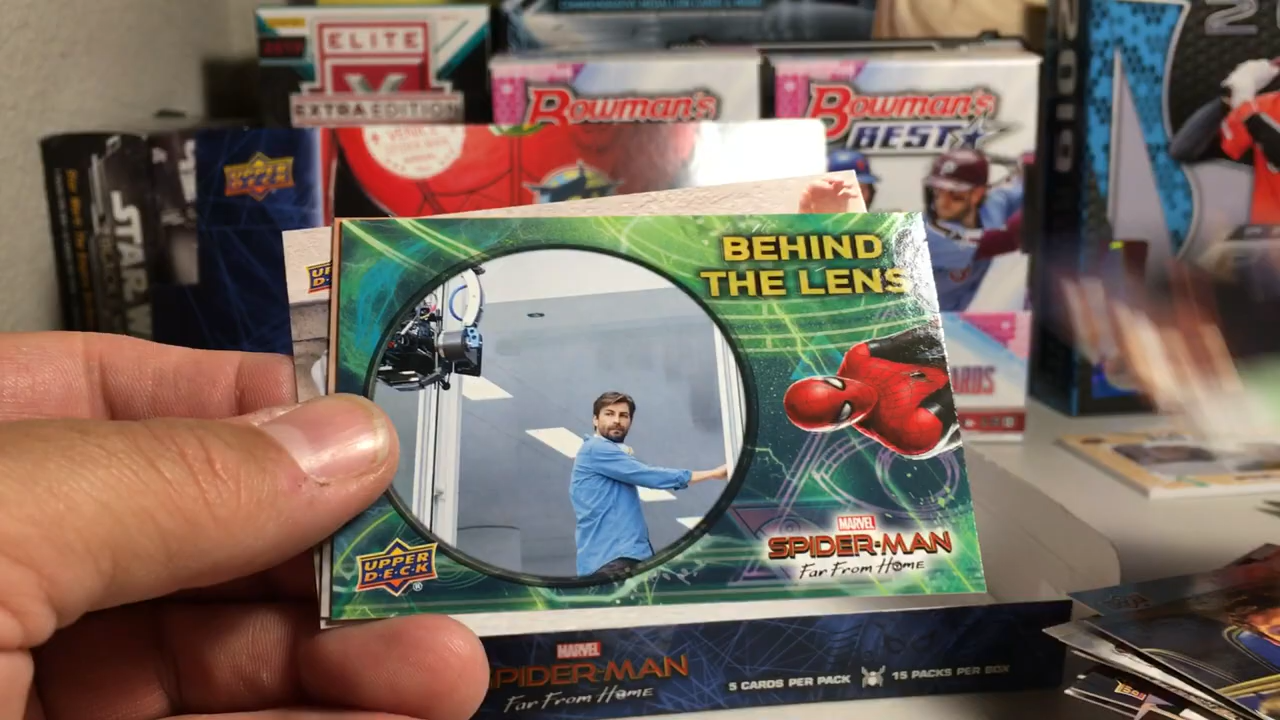 ELITE
EXTRA EDITION
BOWMAN'S
BOWMAN'S
BEST
UPPER
DECK
STAR
BEHIND
THE LENS
MARVEL
SPIDER-MAN
Far From Home
UPPER
D·E·C·K
®
MARVEL
SPIDER-MAN
Far From Home
5 CARDS PER PACK
15 PACKS PER BOX